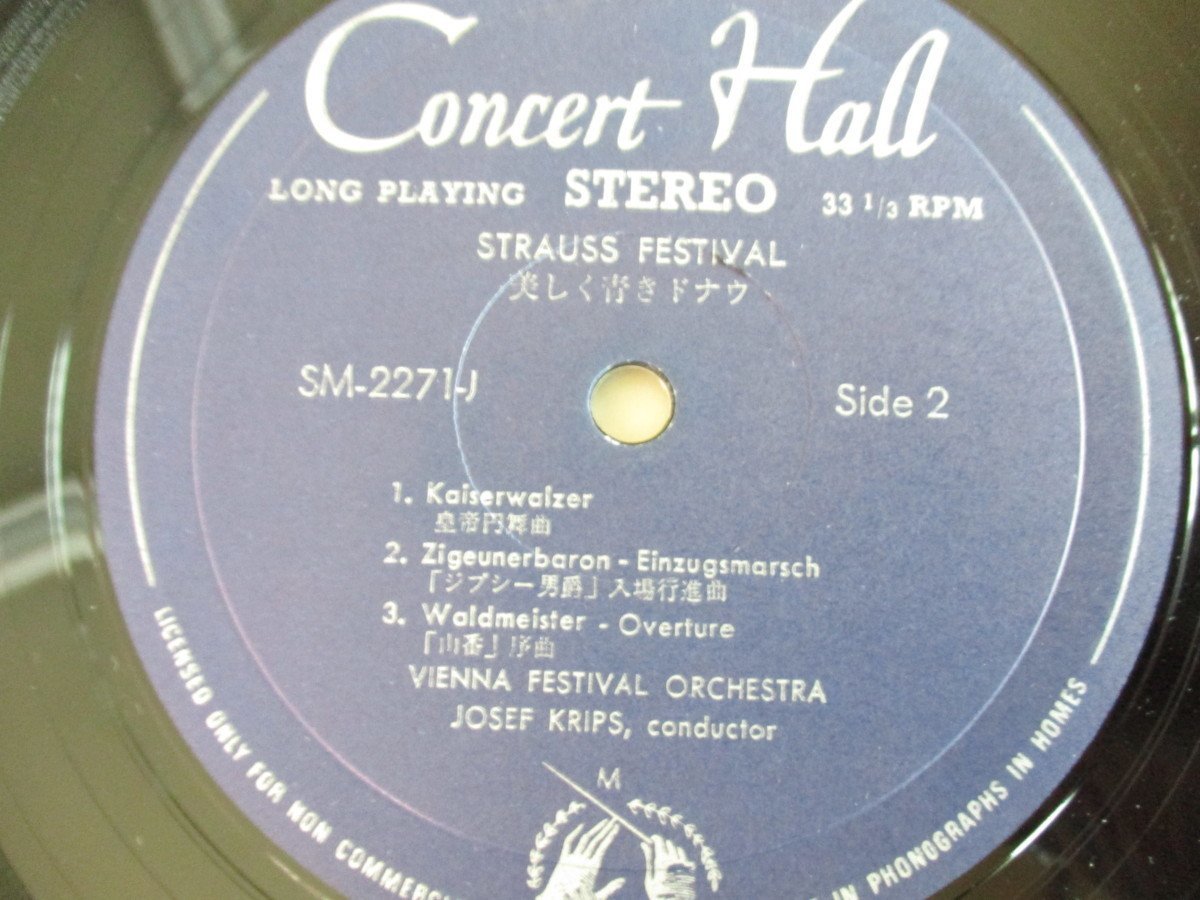 Concert Hall
LONG PLAYING STEREO 33 1/3 RPM
STRAUSS FESTIVAL
美しく青きドナウ
SM-2271-J
Side 2
1. Kaiserwalzer
皇帝円舞曲
2. Zigeunerbaron - Einzugsmarsch
「ジプシー男爵」入場行進曲
3. Waldmeister - Overture
「山番」序曲
VIENNA FESTIVAL ORCHESTRA
JOSEF KRIPS, conductor
M
LICENSED ONLY FOR NON COMMERC IN PHONOGRAPHS IN HOMES